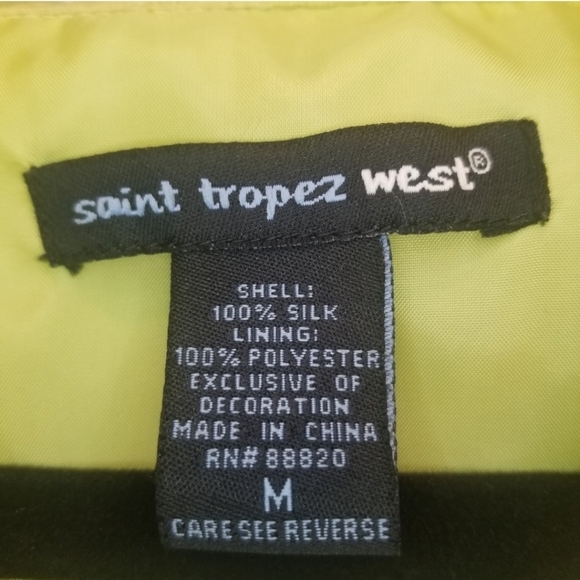 saint tropez west®
SHELL:
100% SILK
LINING:
100% POLYESTER
EXCLUSIVE OF
DECORATION
MADE IN CHINA
RN# 88820
M
CARE SEE REVERSE